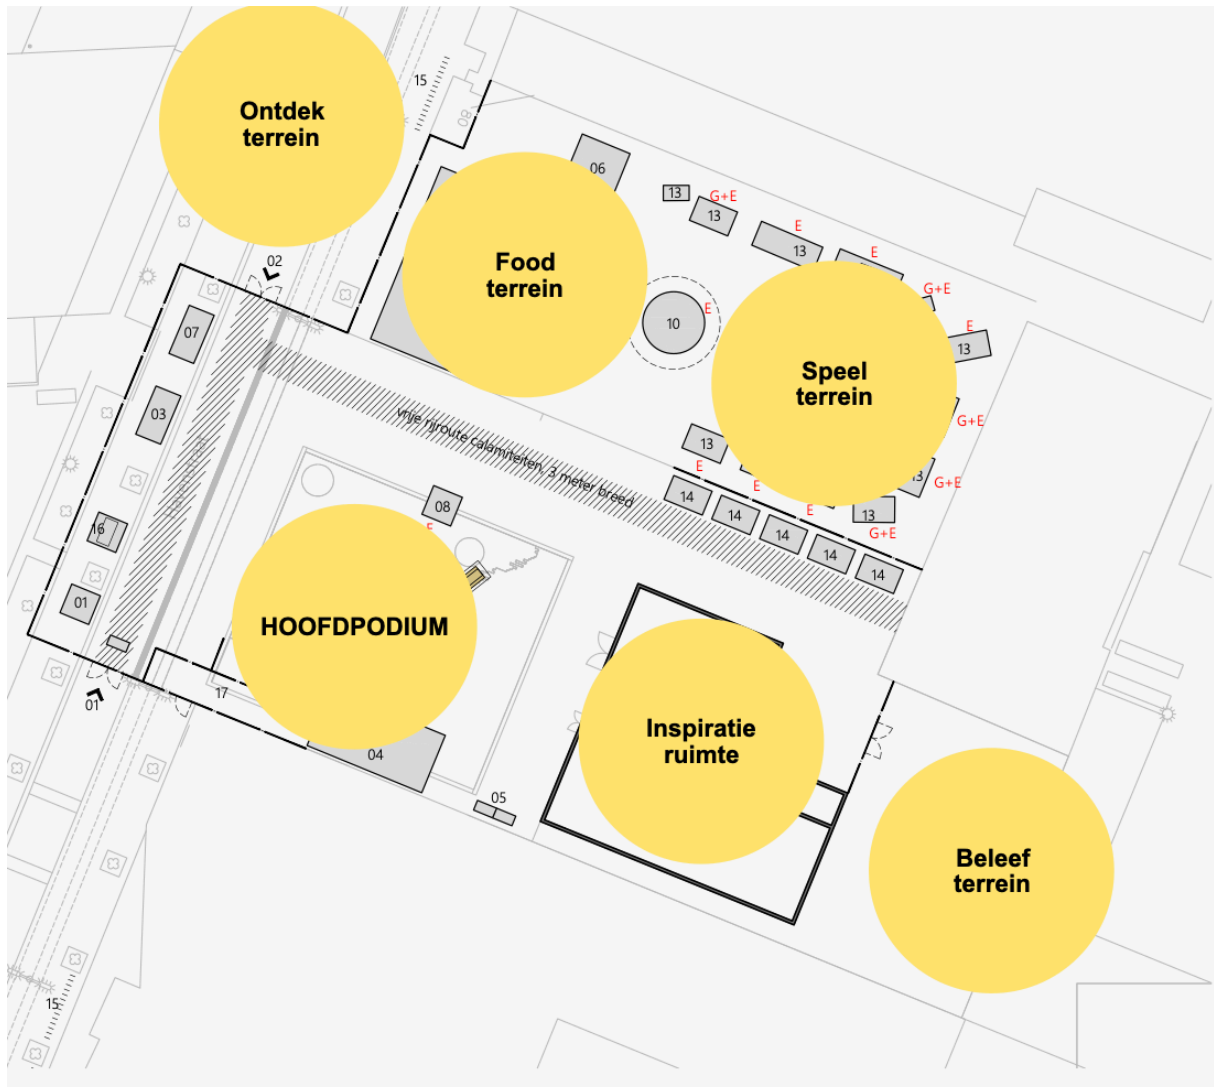 Ontdek
terrein
15
80
06
13
G+E
13
E
13
E
G+E
E
13
02
Food
terrein
10
E
Speel
terrein
07
03
vrije rijroute calamiteiten, 3 meter breed
13
E
E
E
G+E
13
G+E
13
G+E
14
14
14
14
14
08
E
16
01
HOOFDPODIUM
01
17
04
05
Inspiratie
ruimte
Beleef
terrein
15